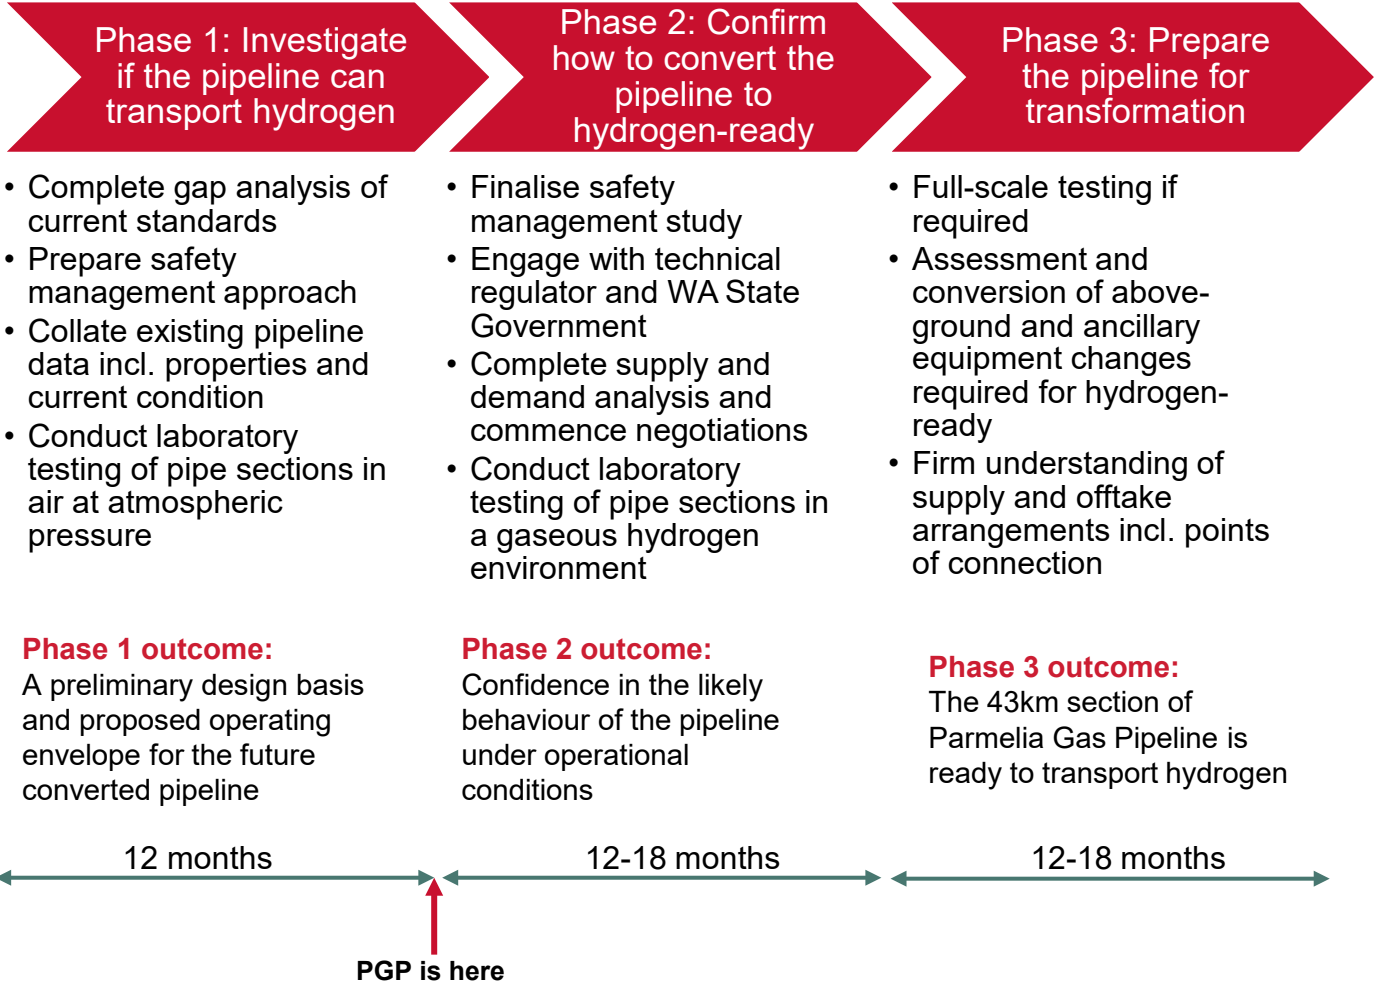 Phase 1: Investigate
if the pipeline can
transport hydrogen
Phase 2: Confirm
how to convert the
pipeline to
hydrogen-ready
Phase 3: Prepare
the pipeline for
transformation
• Complete gap analysis of
current standards
• Prepare safety
management approach
• Collate existing pipeline
data incl. properties and
current condition
• Conduct laboratory
testing of pipe sections in
air at atmospheric
pressure
• Finalise safety
management study
• Engage with technical
regulator and WA State
Government
• Complete supply and
demand analysis and
commence negotiations
• Conduct laboratory
testing of pipe sections in
a gaseous hydrogen
environment
• Full-scale testing if
required
• Assessment and
conversion of above-
ground and ancillary
equipment changes
required for hydrogen-
ready
• Firm understanding of
supply and offtake
arrangements incl. points
of connection
Phase 1 outcome:
A preliminary design basis
and proposed operating
envelope for the future
converted pipeline
Phase 2 outcome:
Confidence in the likely
behaviour of the pipeline
under operational
conditions
Phase 3 outcome:
The 43km section of
Parmelia Gas Pipeline is
ready to transport hydrogen
12 months
12-18 months
12-18 months
PGP is here